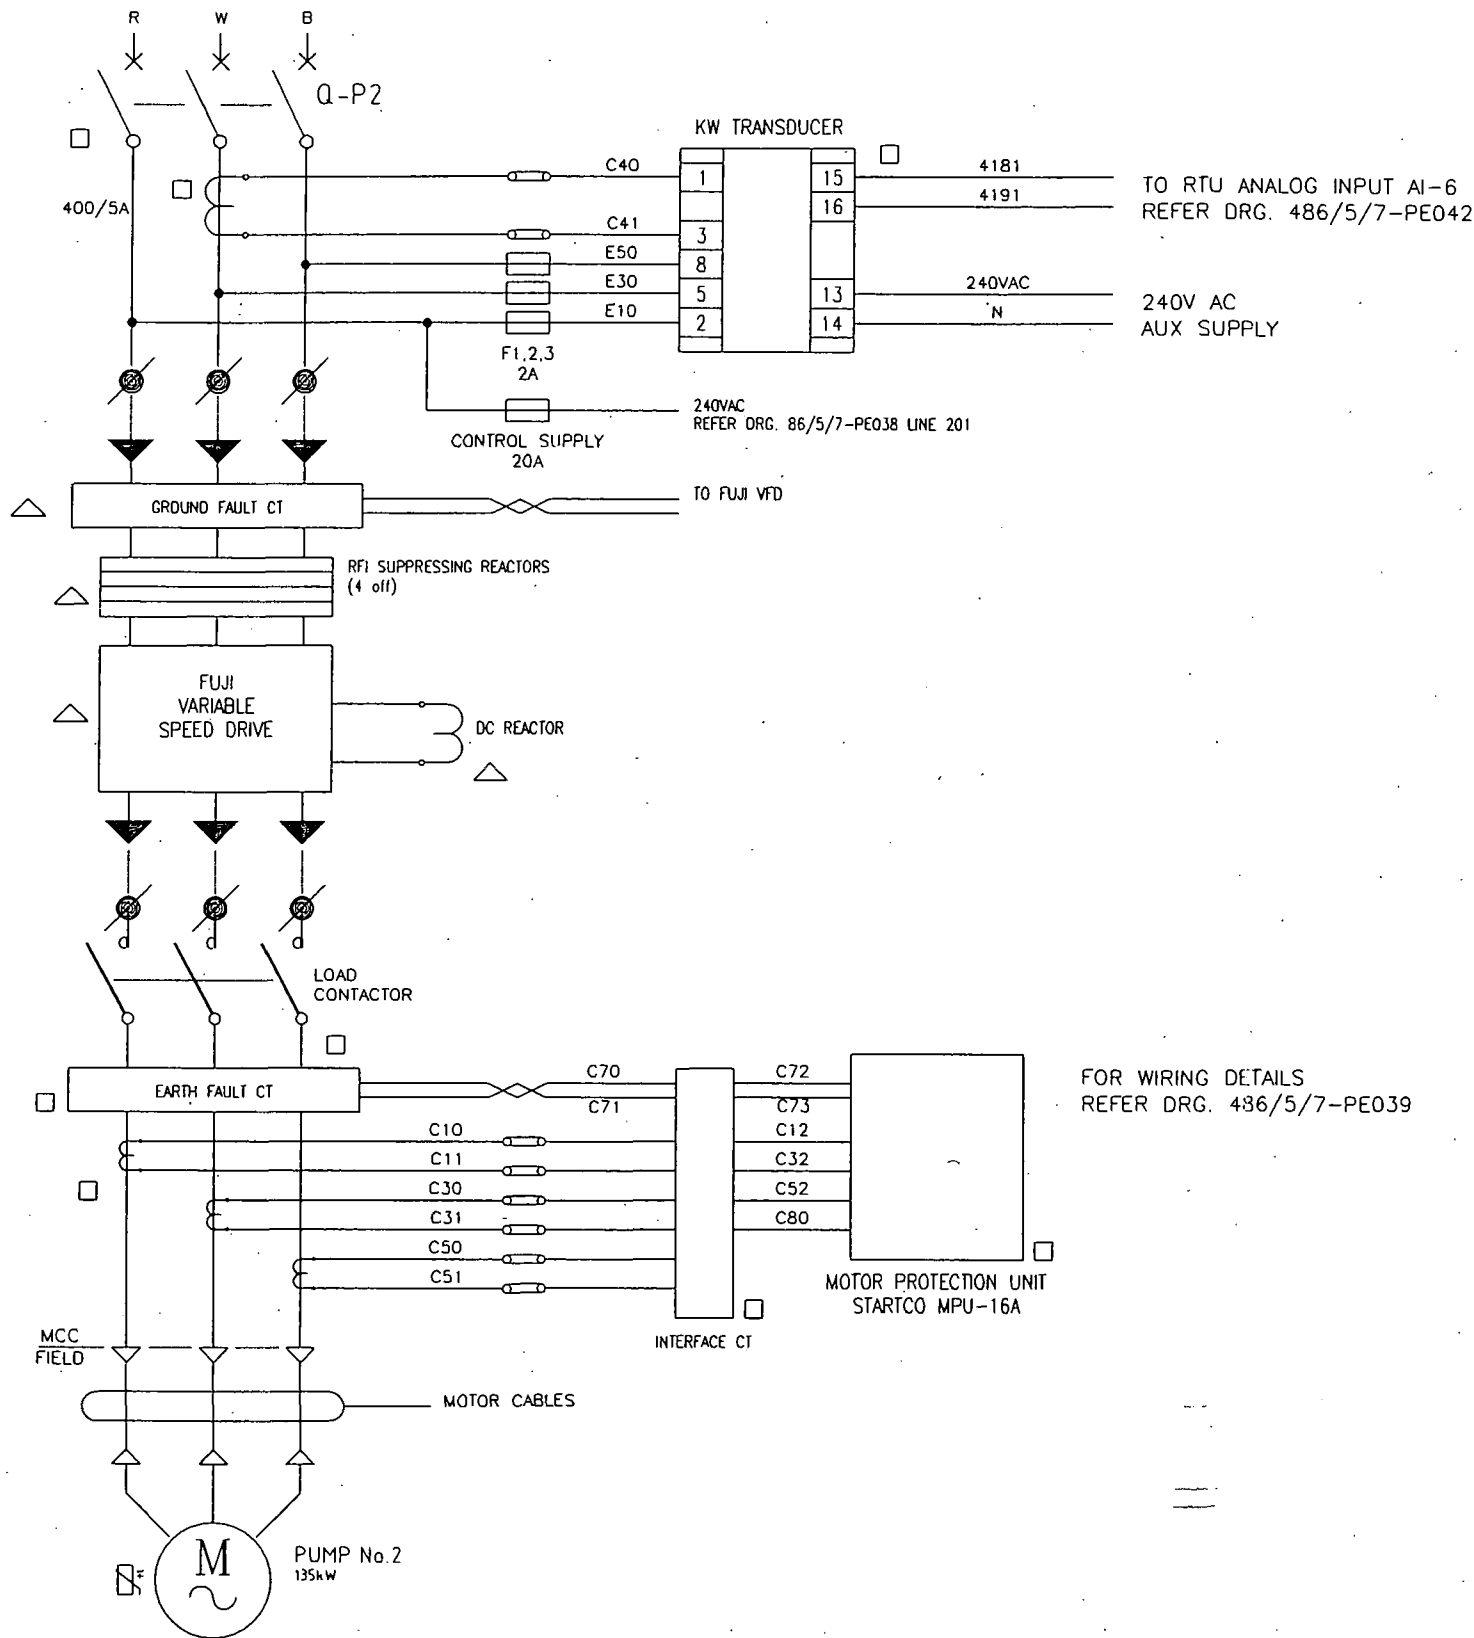 R W B
Q-P2
KW TRANSDUCER
C40 1 15 4181
16 4191
TO RTU ANALOG INPUT AI-6
REFER DRG. 486/5/7-PE042
400/5A
C41 3
E50 8
E30 5 13 240VAC
E10 2 14 N
240V AC
AUX SUPPLY
F1,2,3
2A
240VAC
REFER DRG. 86/5/7-PE038 LINE 201
CONTROL SUPPLY
20A
GROUND FAULT CT
TO FUJI VFD
RFI SUPPRESSING REACTORS
(4 off)
FUJI
VARIABLE
SPEED DRIVE
DC REACTOR
LOAD
CONTACTOR
EARTH FAULT CT
C70 C72
C71 C73
FOR WIRING DETAILS
REFER DRG. 486/5/7-PE039
C10 C12
C11 C32
C30 C52
C31 C80
C50
C51
MOTOR PROTECTION UNIT
STARTCO MPU-16A
INTERFACE CT
MCC
FIELD
MOTOR CABLES
M
PUMP No.2
135kW